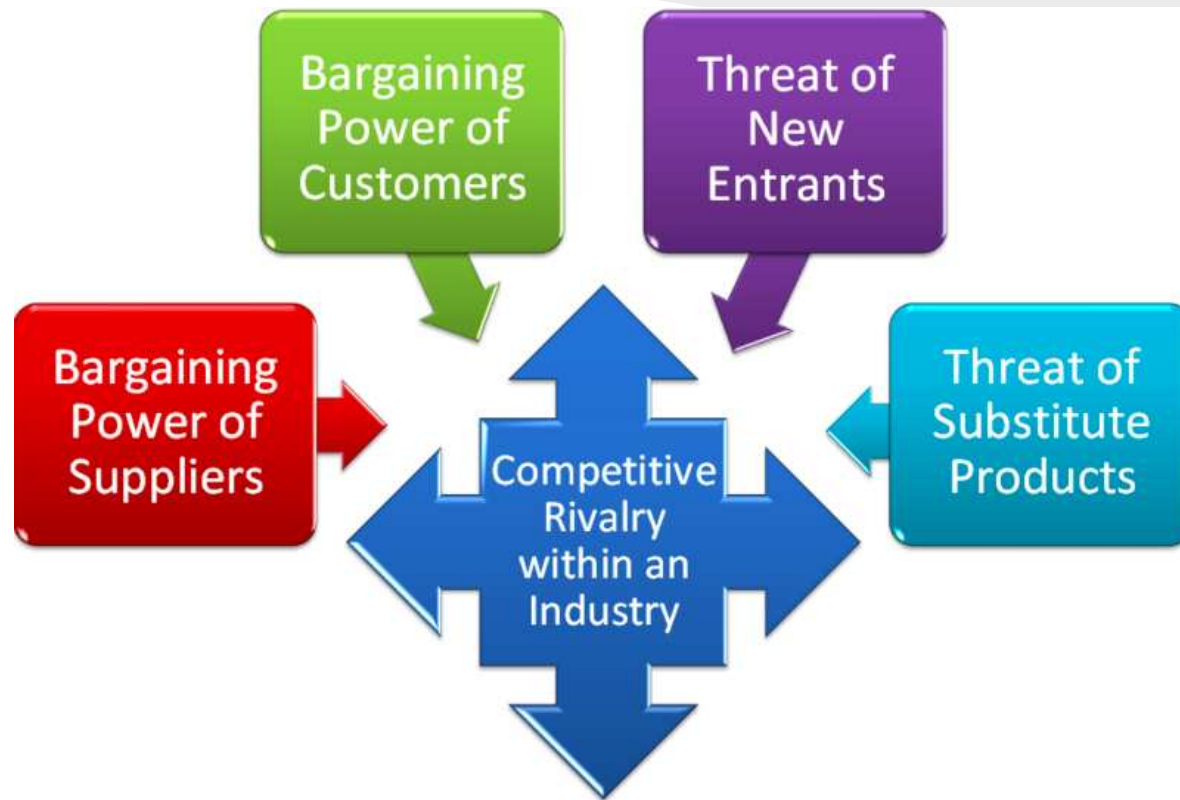 Bargaining
Power of
Customers
Threat of
New
Entrants
Bargaining
Power of
Suppliers
Threat of
Substitute
Products
Competitive
Rivalry
within an
Industry